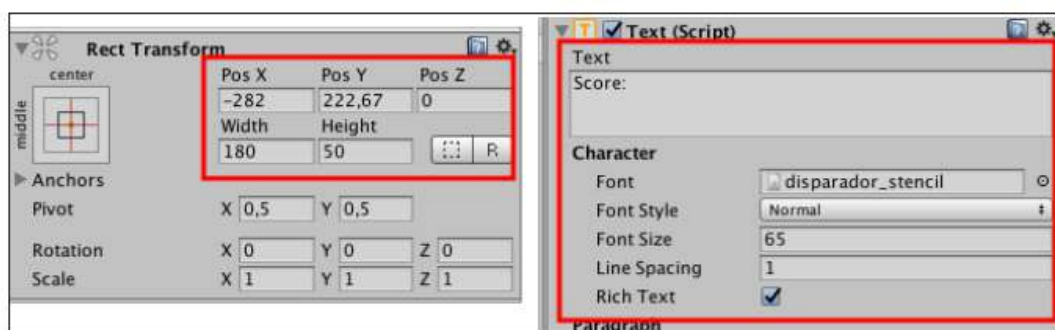 Rect Transform
center
middle
Pos X Pos Y Pos Z
-282 222,67 0
Width Height
180 50
R
Anchors
Pivot X 0,5 Y 0,5
Rotation X 0 Y 0 Z 0
Scale X 1 Y 1 Z 1
T Text (Script)
Text
Score:
Character
Font disparador_stencil
Font Style Normal
Font Size 65
Line Spacing 1
Rich Text
Paragraph